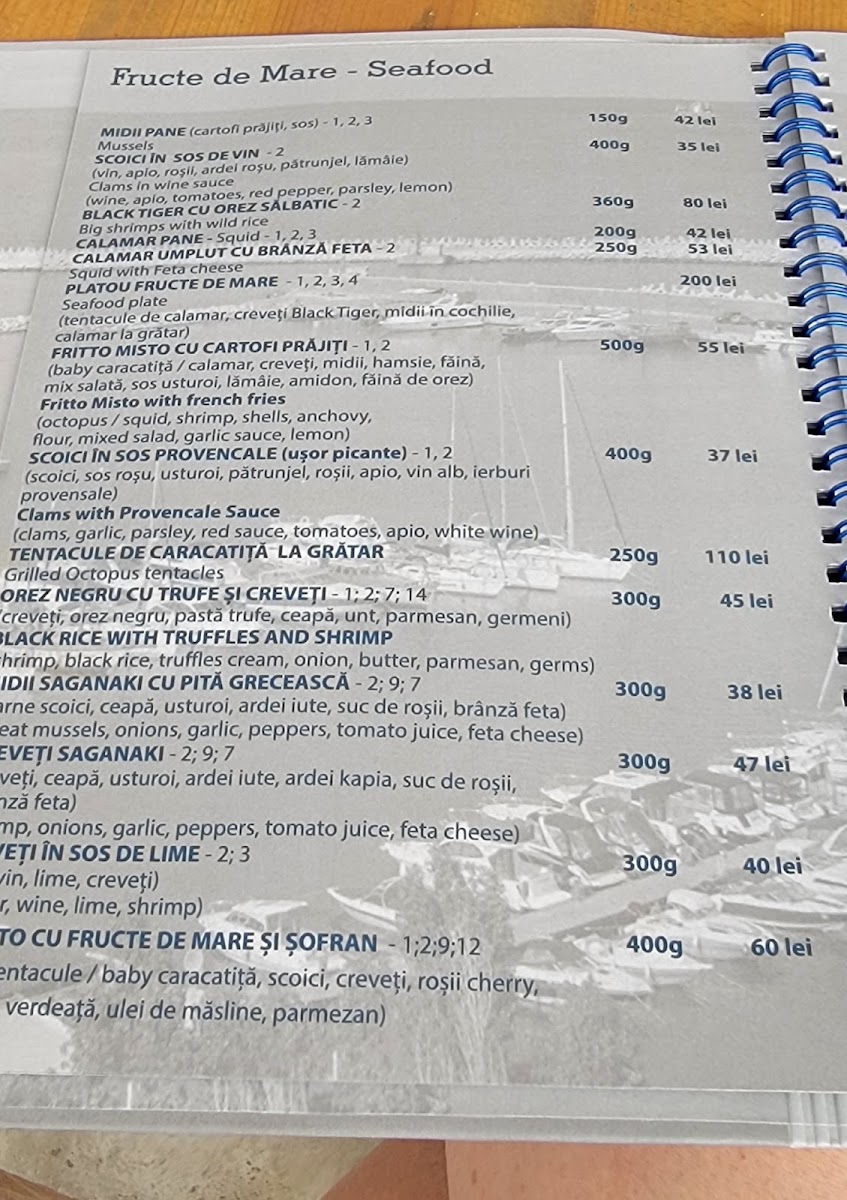 Fructe de Mare - Seafood
MIDII PANE (cartofi prăjiți, sos) - 1, 2, 3 150g 42 lei
Mussels
SCOICI ÎN SOS DE VIN - 2 400g 35 lei
(vin, apio, roșii, ardei roșu, pătrunjel, lămâie)
Clams in wine sauce
(wine, apio, tomatoes, red pepper, parsley, lemon)
BLACK TIGER CU OREZ SĂLBATIC - 2 360g 80 lei
Big shrimps with wild rice
CALAMAR PANE - Squid - 1, 2, 3 200g 42 lei
CALAMAR UMPLUT CU BRÂNZĂ FETA - 2 250g 53 lei
Squid with Feta cheese
PLATOU FRUCTE DE MARE - 1, 2, 3, 4 200 lei
Seafood plate
(tentacule de calamar, creveți Black Tiger, midii în cochilie,
calamar la grătar)
FRITTO MISTO CU CARTOFI PRĂJIȚI - 1, 2 500g 55 lei
(baby caracatiță / calamar, creveți, midii, hamsie, făină,
mix salată, sos usturoi, lămâie, amidon, făină de orez)
Fritto Misto with french fries
(octopus / squid, shrimp, shells, anchovy,
flour, mixed salad, garlic sauce, lemon)
SCOICI ÎN SOS PROVENCALE (ușor picante) - 1, 2 400g 37 lei
(scoici, sos roșu, usturoi, pătrunjel, roșii, apio, vin alb, ierburi
provensale)
Clams with Provencale Sauce
(clams, garlic, parsley, red sauce, tomatoes, apio, white wine)
TENTACULE DE CARACATIȚĂ LA GRĂTAR 250g 110 lei
Grilled Octopus tentacles
OREZ NEGRU CU TRUFE ȘI CREVEȚI - 1; 2; 7; 14 300g 45 lei
(creveți, orez negru, pastă trufe, ceapă, unt, parmesan, germeni)
BLACK RICE WITH TRUFFLES AND SHRIMP
hrimp, black rice, truffles cream, onion, butter, parmesan, germs)
IDII SAGANAKI CU PITĂ GRECEASCĂ - 2; 9; 7 300g 38 lei
arne scoici, ceapă, usturoi, ardei iute, suc de roșii, brânză feta)
eat mussels, onions, garlic, peppers, tomato juice, feta cheese)
EVEȚI SAGANAKI - 2; 9; 7 300g 47 lei
veți, ceapă, usturoi, ardei iute, ardei kapia, suc de roșii,
nză feta)
mp, onions, garlic, peppers, tomato juice, feta cheese)
VEȚI ÎN SOS DE LIME - 2; 3 300g 40 lei
vin, lime, creveți)
r, wine, lime, shrimp)
TO CU FRUCTE DE MARE ȘI ȘOFRAN - 1;2;9;12 400g 60 lei
entacule / baby caracatiță, scoici, creveți, roșii cherry,
verdeață, ulei de măsline, parmezan)